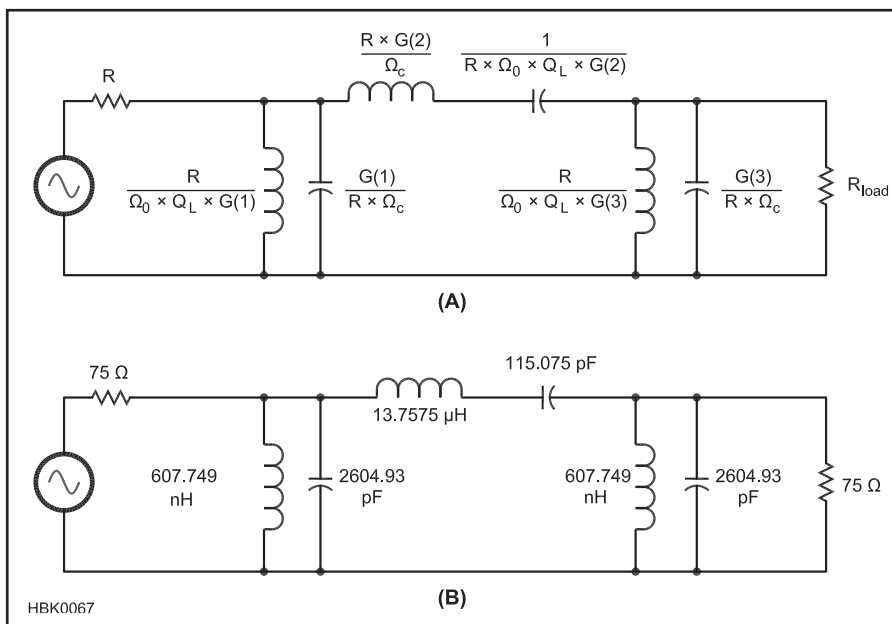 R × G(2)
Ω_c
1
R × Ω_0 × Q_L × G(2)
R
R
Ω_0 × Q_L × G(1)
G(1)
R × Ω_c
R
Ω_0 × Q_L × G(3)
G(3)
R × Ω_c
R_load
(A)
75 Ω
13.7575 µH
115.075 pF
607.749
nH
2604.93
pF
607.749
nH
2604.93
pF
75 Ω
(B)
HBK0067